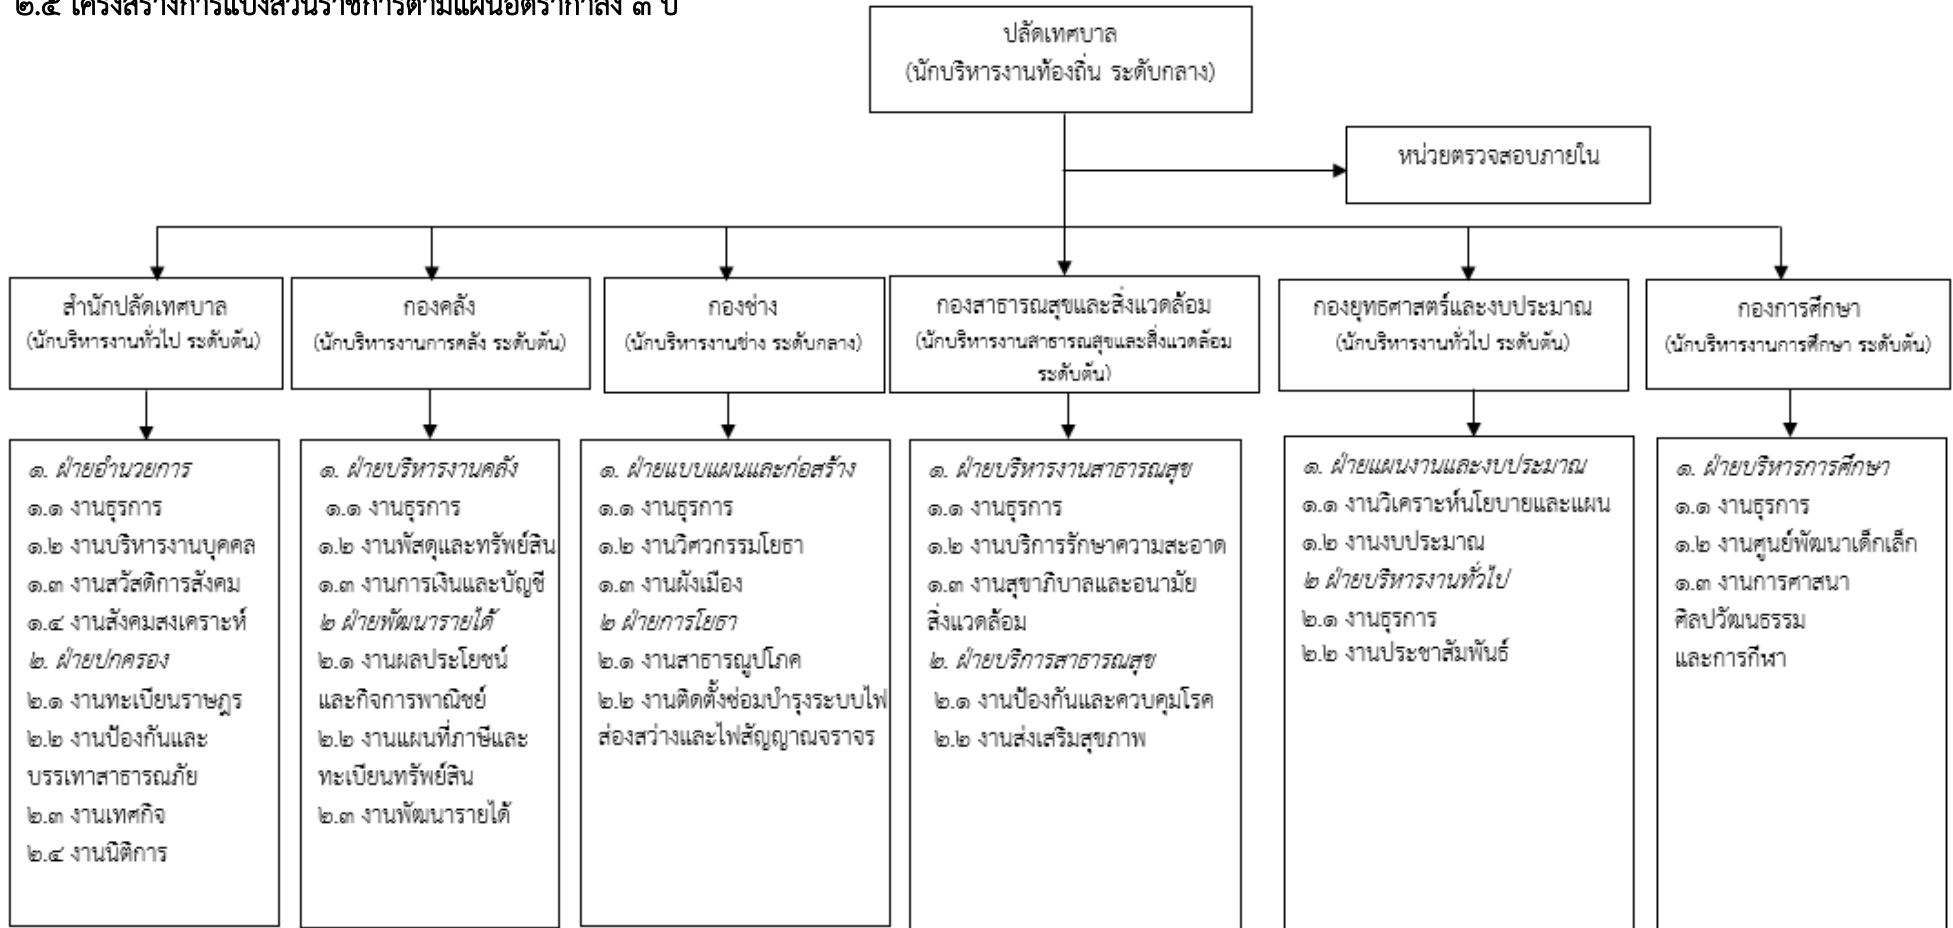 ๒.๕ โครงสร้างการแบ่งส่วนราชการตามแผนอัตรากำลัง ๓ ปี
ปลัดเทศบาล
(นักบริหารงานท้องถิ่น ระดับกลาง)
หน่วยตรวจสอบภายใน
สำนักปลัดเทศบาล
(นักบริหารงานทั่วไป ระดับต้น)
กองคลัง
(นักบริหารงานการคลัง ระดับต้น)
กองช่าง
(นักบริหารงานช่าง ระดับกลาง)
กองสาธารณสุขและสิ่งแวดล้อม
(นักบริหารงานสาธารณสุขและสิ่งแวดล้อม
ระดับต้น)
กองยุทธศาสตร์และงบประมาณ
(นักบริหารงานทั่วไป ระดับต้น)
กองการศึกษา
(นักบริหารงานการศึกษา ระดับต้น)
๑. ฝ่ายอำนวยการ
๑.๑ งานธุรการ
๑.๒ งานบริหารงานบุคคล
๑.๓ งานสวัสดิการสังคม
๑.๔ งานสังคมสงเคราะห์
๒. ฝ่ายปกครอง
๒.๑ งานทะเบียนราษฎร
๒.๒ งานป้องกันและ
บรรเทาสาธารณภัย
๒.๓ งานเทศกิจ
๒.๔ งานนิติการ
๑. ฝ่ายบริหารงานคลัง
๑.๑ งานธุรการ
๑.๒ งานพัสดุและทรัพย์สิน
๑.๓ งานการเงินและบัญชี
๒ ฝ่ายพัฒนารายได้
๒.๑ งานผลประโยชน์
และกิจการพาณิชย์
๒.๒ งานแผนที่ภาษีและ
ทะเบียนทรัพย์สิน
๒.๓ งานพัฒนารายได้
๑. ฝ่ายแบบแผนและก่อสร้าง
๑.๑ งานธุรการ
๑.๒ งานวิศวกรรมโยธา
๑.๓ งานผังเมือง
๒ ฝ่ายการโยธา
๒.๑ งานสาธารณูปโภค
๒.๒ งานติดตั้งซ่อมบำรุงระบบไฟ
ส่องสว่างและไฟสัญญาณจราจร
๑. ฝ่ายบริหารงานสาธารณสุข
๑.๑ งานธุรการ
๑.๒ งานบริการรักษาความสะอาด
๑.๓ งานสุขาภิบาลและอนามัย
สิ่งแวดล้อม
๒. ฝ่ายบริการสาธารณสุข
๒.๑ งานป้องกันและควบคุมโรค
๒.๒ งานส่งเสริมสุขภาพ
๑. ฝ่ายแผนงานและงบประมาณ
๑.๑ งานวิเคราะห์นโยบายและแผน
๑.๒ งานงบประมาณ
๒ ฝ่ายบริหารงานทั่วไป
๒.๑ งานธุรการ
๒.๒ งานประชาสัมพันธ์
๑. ฝ่ายบริหารการศึกษา
๑.๑ งานธุรการ
๑.๒ งานศูนย์พัฒนาเด็กเล็ก
๑.๓ งานการศาสนา
ศิลปวัฒนธรรม
และการกีฬา